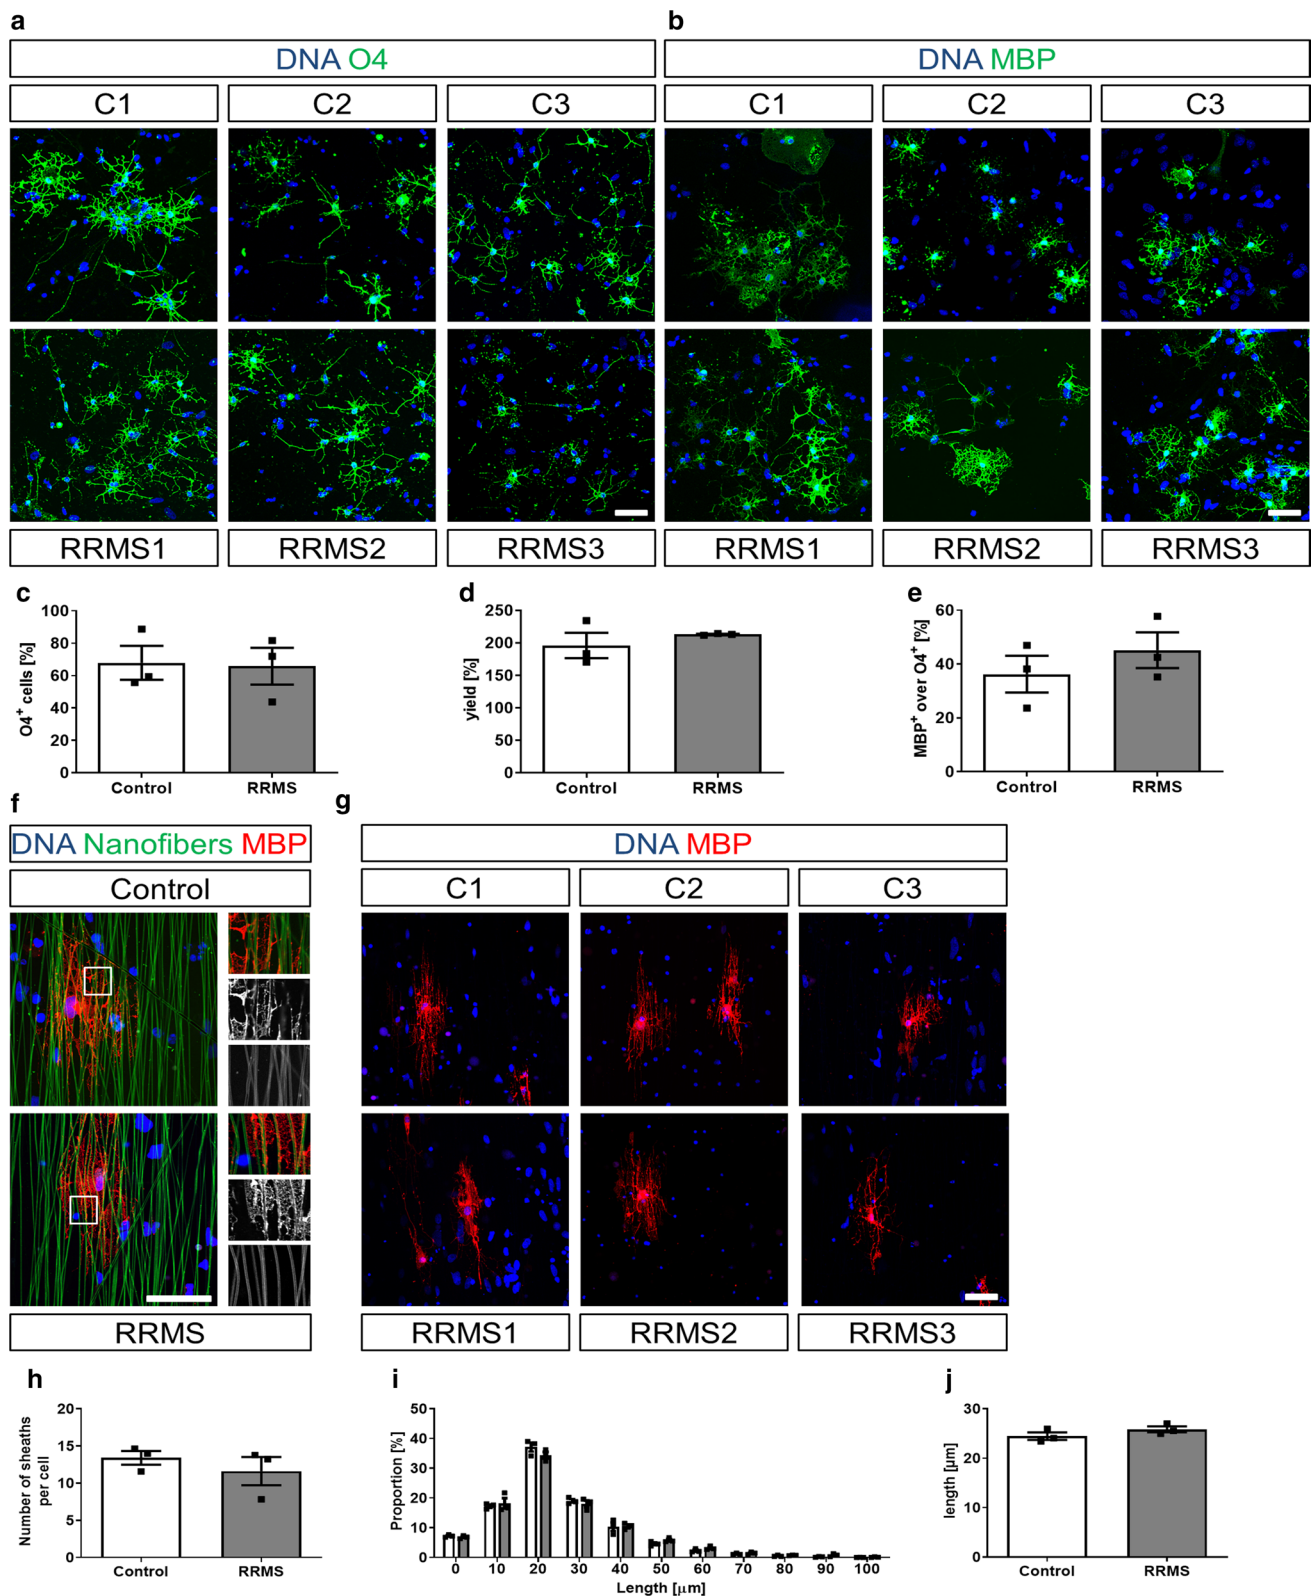 a
b
DNA O4
DNA MBP
C1
C2
C3
C1
C2
C3
RRMS1
RRMS2
RRMS3
RRMS1
RRMS2
RRMS3
c
O4+ cells [%]
100
80
60
40
20
0
Control
RRMS
d
yield [%]
250
200
150
100
50
0
Control
RRMS
e
MBP+ over O4+ [%]
60
40
20
0
Control
RRMS
f
DNA Nanofibers MBP
Control
RRMS
g
DNA MBP
C1
C2
C3
RRMS1
RRMS2
RRMS3
h
Number of sheaths
per cell
20
15
10
5
0
Control
RRMS
i
Proportion [%]
50
40
30
20
10
0
0 10 20 30 40 50 60 70 80 90 100
Length [µm]
j
length [µm]
30
20
10
0
Control
RRMS